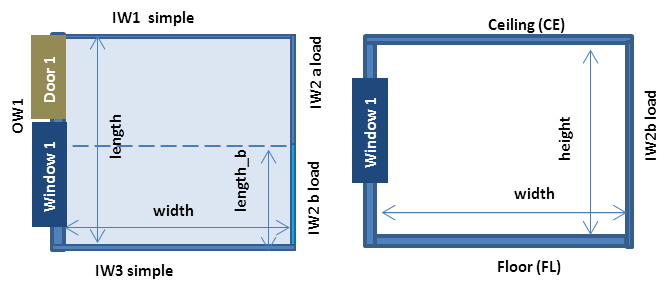 IW1 simple
OW1
Door 1
Window 1
length
width
length_b
IW2 a load
IW2 b load
IW3 simple
Ceiling (CE)
Window 1
height
width
IW2b load
Floor (FL)